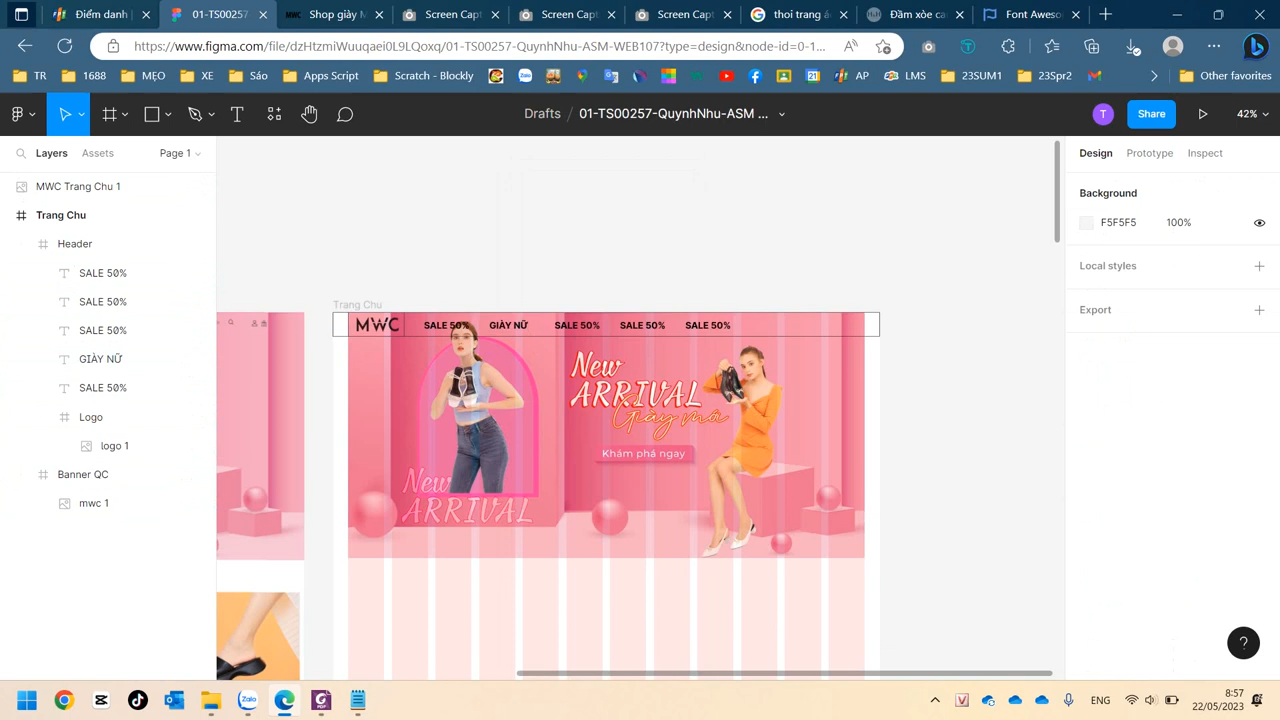 Điểm danh
01-TS00257
Shop giày M
Screen Capt
Screen Capt
Screen Capt
thoi trang á
Đầm xòe ca
Font Aweso
https://www.figma.com/file/dzHtzmiWuuqaei0L9LQoxq/01-TS00257-QuynhNhu-ASM-WEB107?type=design&node-id=0-1...
TR
1688
MẸO
XE
Sáo
Apps Script
Scratch - Blockly
AP
LMS
23SUM1
23Spr2
Other favorites
Drafts / 01-TS00257-QuynhNhu-ASM ...
T
Share
42%
Layers
Assets
Page 1
Design
Prototype
Inspect
MWC Trang Chu 1
Trang Chu
Header
SALE 50%
SALE 50%
SALE 50%
GIÀY NỮ
SALE 50%
Logo
logo 1
Banner QC
mwc 1
Background
F5F5F5
100%
Local styles
Export
Trang Chu
MWC
SALE 50%
GIÀY NỮ
SALE 50%
SALE 50%
SALE 50%
New
ARRIVAL
Giày mới
Khám phá ngay
New
ARRIVAL
?
ENG
8:57
22/05/2023